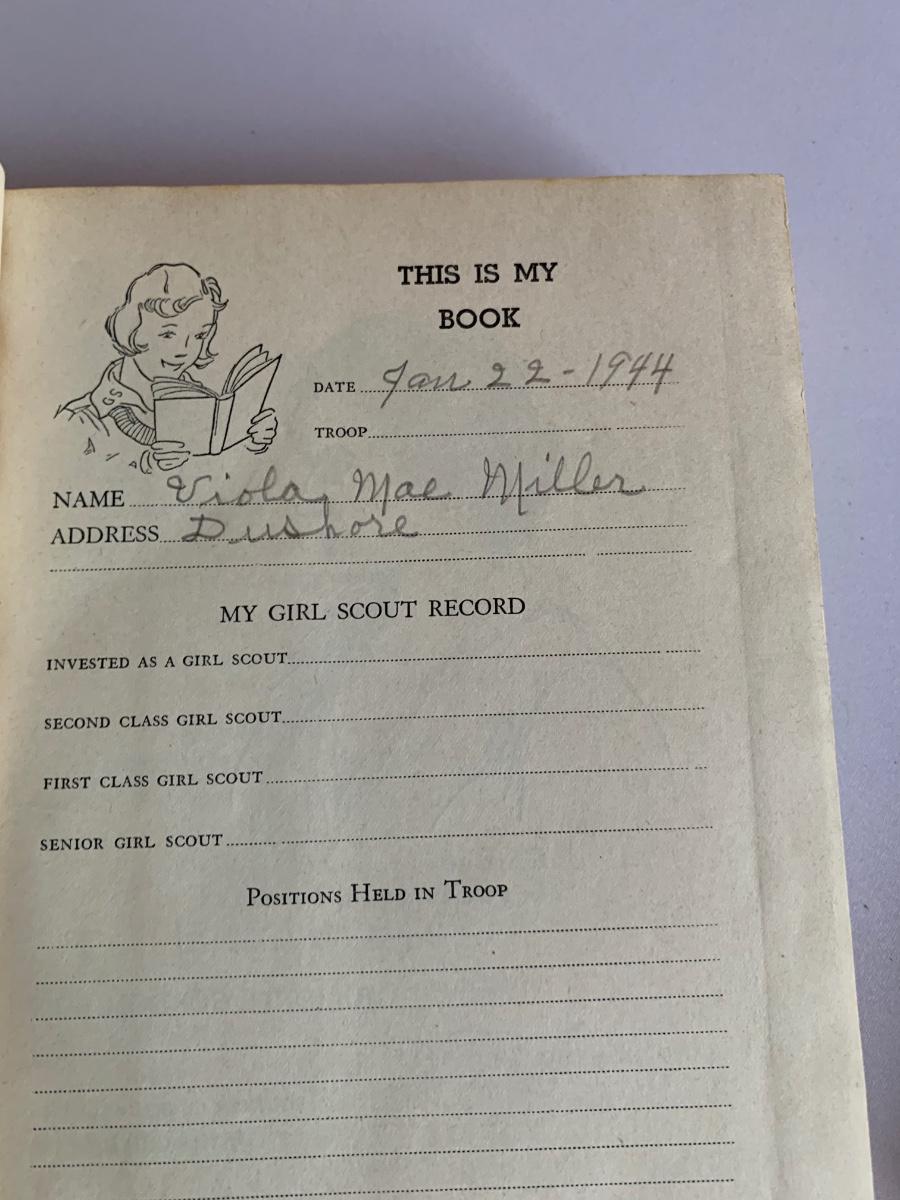 THIS IS MY
BOOK
DATE Jan 22-1944
TROOP
GS
NAME Viola Mae Miller
ADDRESS Dushore
MY GIRL SCOUT RECORD
INVESTED AS A GIRL SCOUT
SECOND CLASS GIRL SCOUT
FIRST CLASS GIRL SCOUT
SENIOR GIRL SCOUT
POSITIONS HELD IN TROOP